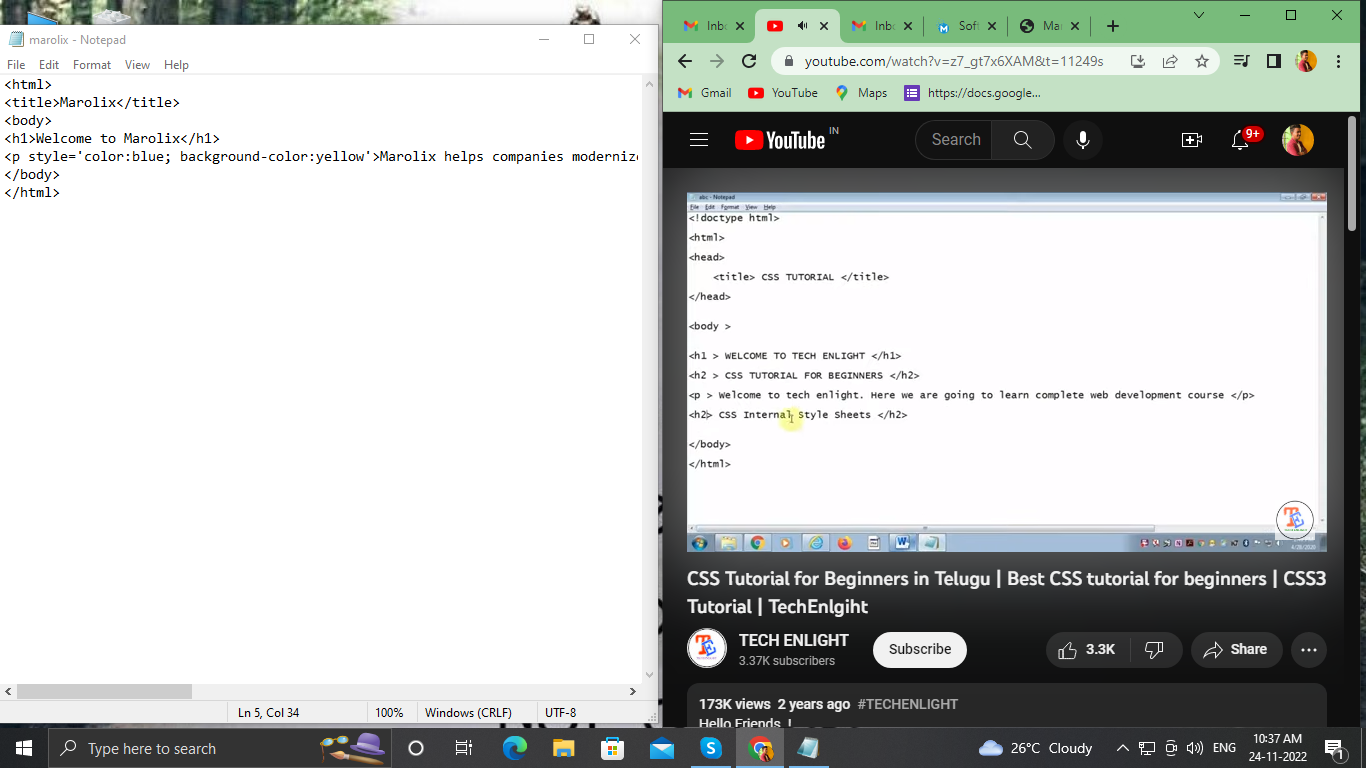 marolix - Notepad
File Edit Format View Help
<html>
<title>Marolix</title>
<body>
<h1>Welcome to Marolix</h1>
<p style='color:blue; background-color:yellow'>Marolix helps companies modernize
</body>
</html>
Ln 5, Col 34 100% Windows (CRLF) UTF-8
Inbo Inbo Soft Mar
youtube.com/watch?v=z7_gt7x6XAM&t=11249s
Gmail YouTube Maps https://docs.google...
YouTube IN Search 9+
abc - Notepad
File Edit Format View Help
<!doctype html>
<html>
<head>
<title> CSS TUTORIAL </title>
</head>
<body >
<h1 > WELCOME TO TECH ENLIGHT </h1>
<h2 > CSS TUTORIAL FOR BEGINNERS </h2>
<p > Welcome to tech enlight. Here we are going to learn complete web development course </p>
<h2> CSS Internal Style Sheets </h2>
</body>
</html>
CSS Tutorial for Beginners in Telugu | Best CSS tutorial for beginners | CSS3
Tutorial | TechEnlgiht
TECH ENLIGHT
3.37K subscribers
Subscribe
3.3K
Share
173K views 2 years ago #TECHENLIGHT
Hello Friends !
Type here to search
26°C Cloudy
ENG
10:37 AM
24-11-2022
1